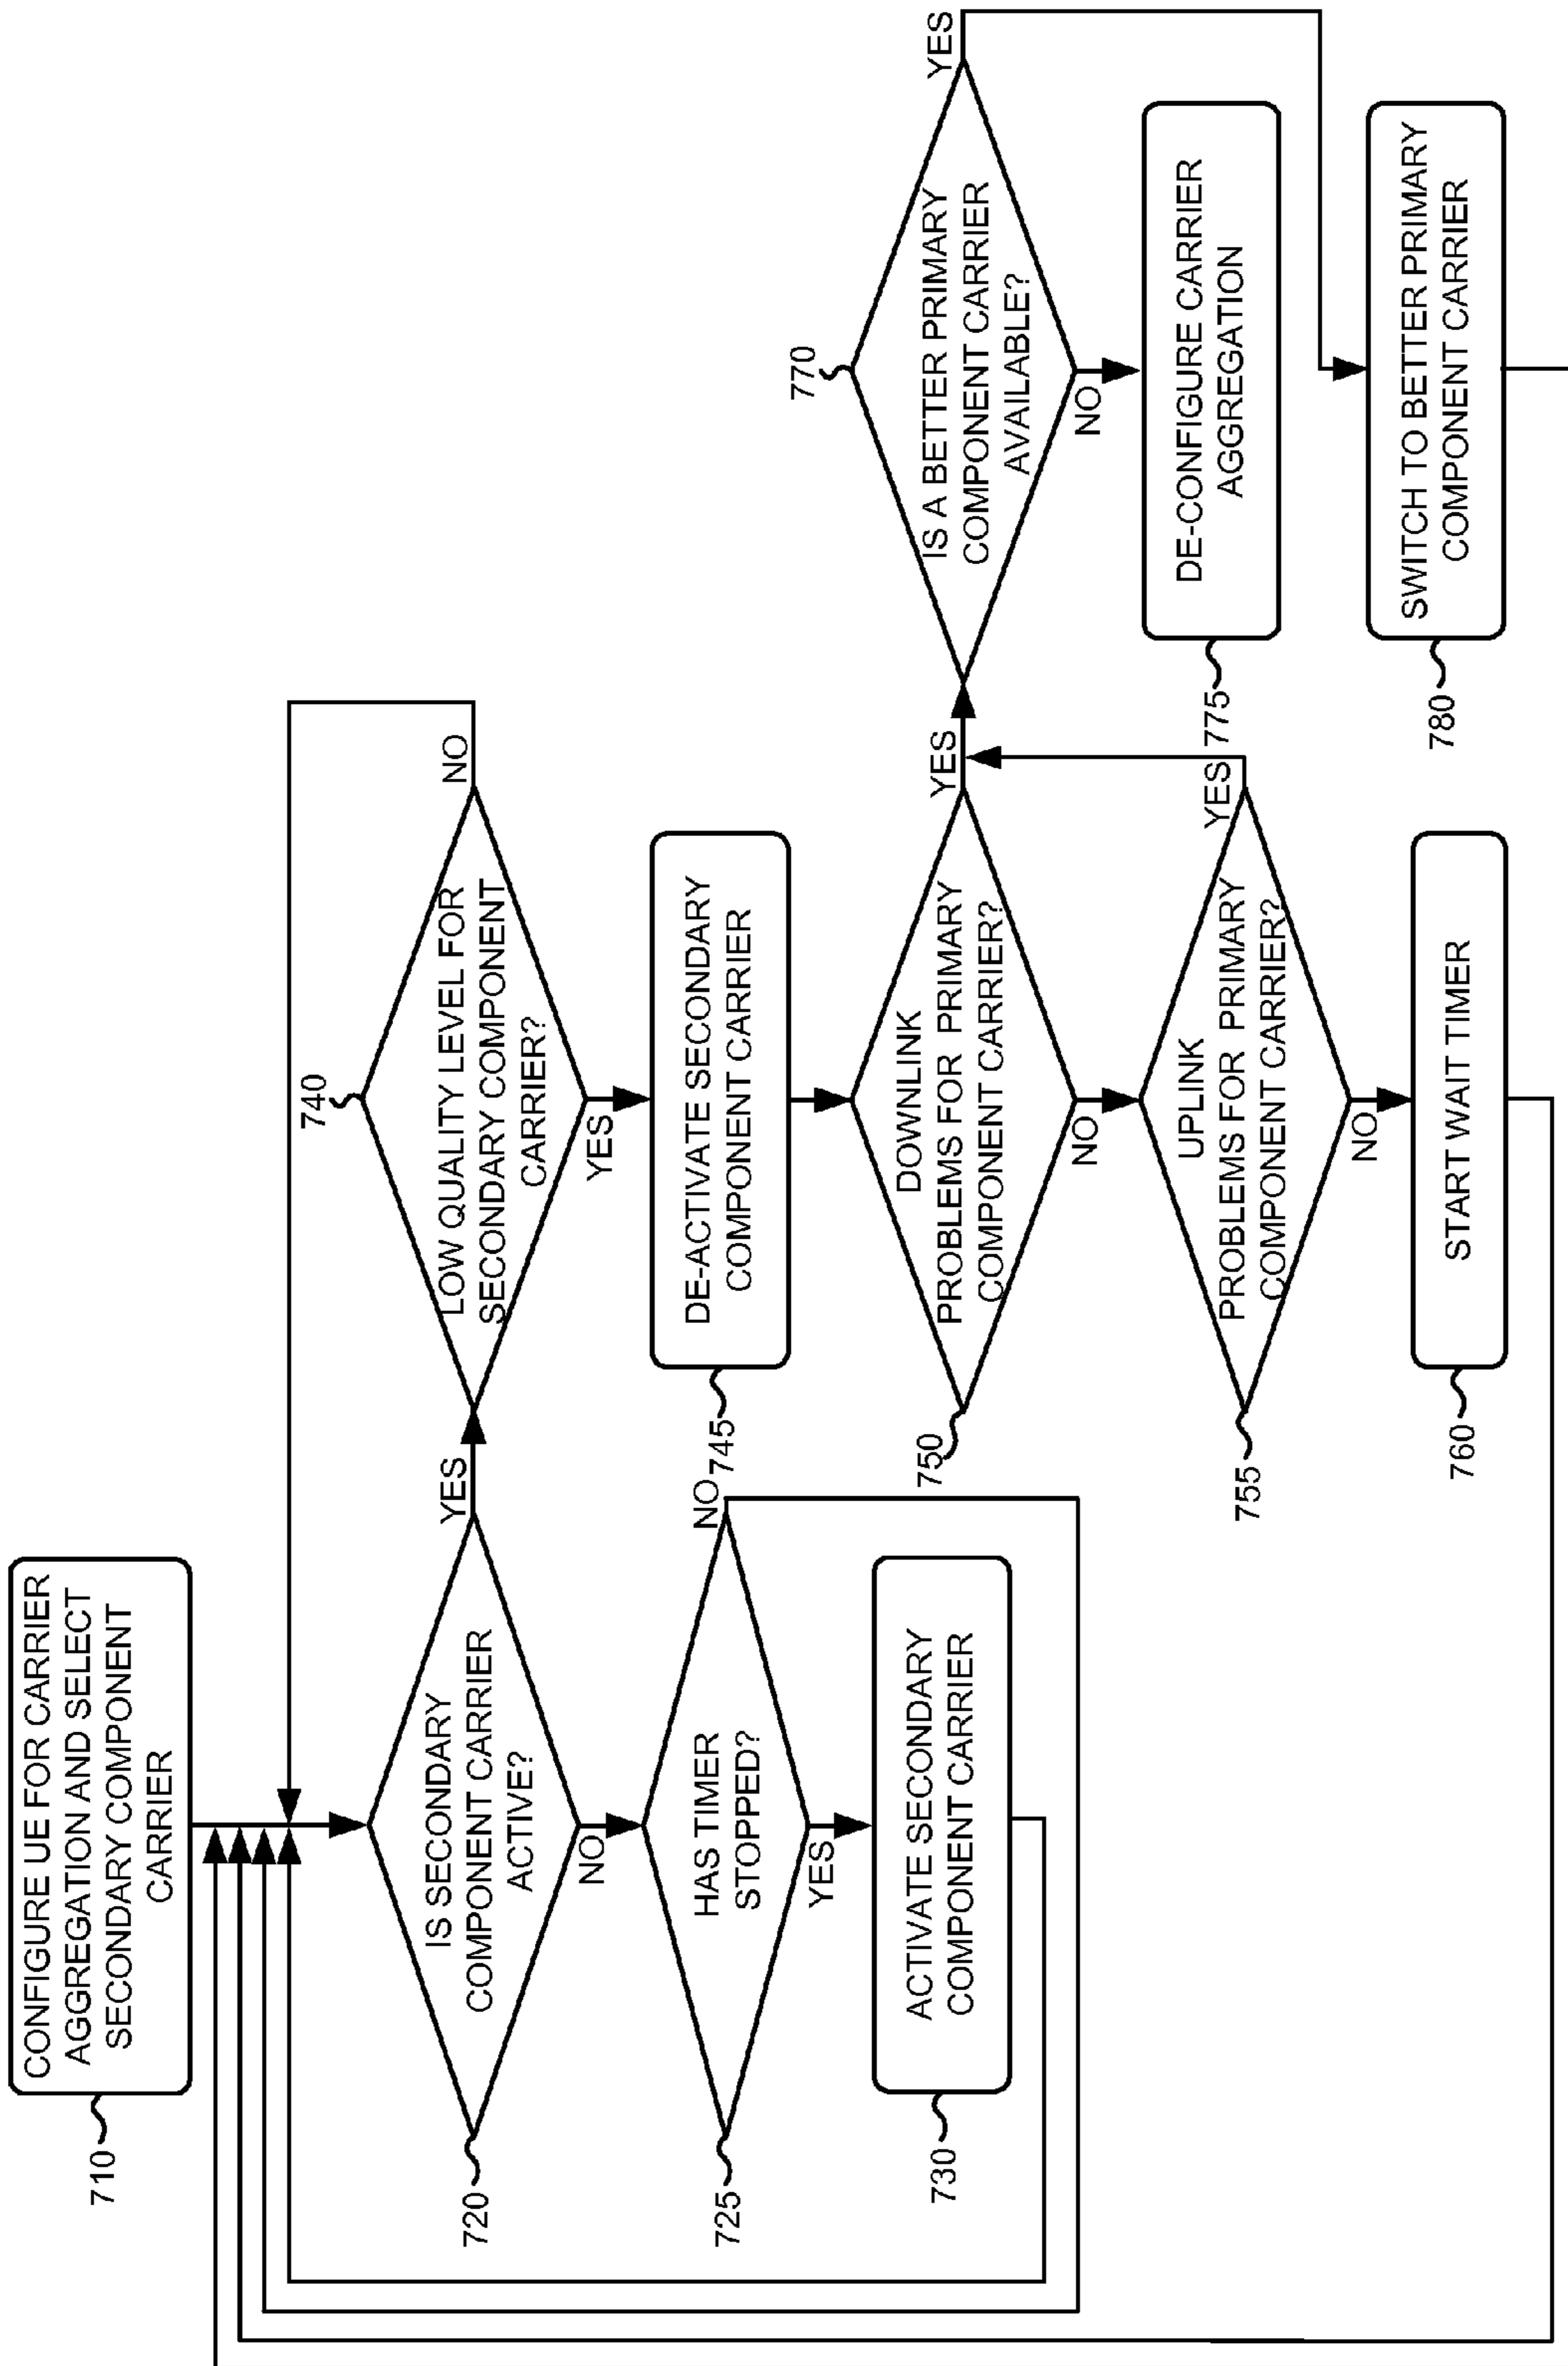 CONFIGURE UE FOR CARRIER
AGGREGATION AND SELECT
SECONDARY COMPONENT
CARRIER
710
IS SECONDARY
COMPONENT CARRIER
ACTIVE?
YES
NO
720
HAS TIMER
STOPPED?
NO
YES
725
ACTIVATE SECONDARY
COMPONENT CARRIER
730
740
LOW QUALITY LEVEL FOR
SECONDARY COMPONENT
CARRIER?
NO
YES
DE-ACTIVATE SECONDARY
COMPONENT CARRIER
745
DOWNLINK
PROBLEMS FOR PRIMARY
COMPONENT CARRIER?
YES
NO
750
UPLINK
PROBLEMS FOR PRIMARY
COMPONENT CARRIER?
YES
NO
755
START WAIT TIMER
760
770
IS A BETTER PRIMARY
COMPONENT CARRIER
AVAILABLE?
YES
NO
DE-CONFIGURE CARRIER
AGGREGATION
775
SWITCH TO BETTER PRIMARY
COMPONENT CARRIER
780